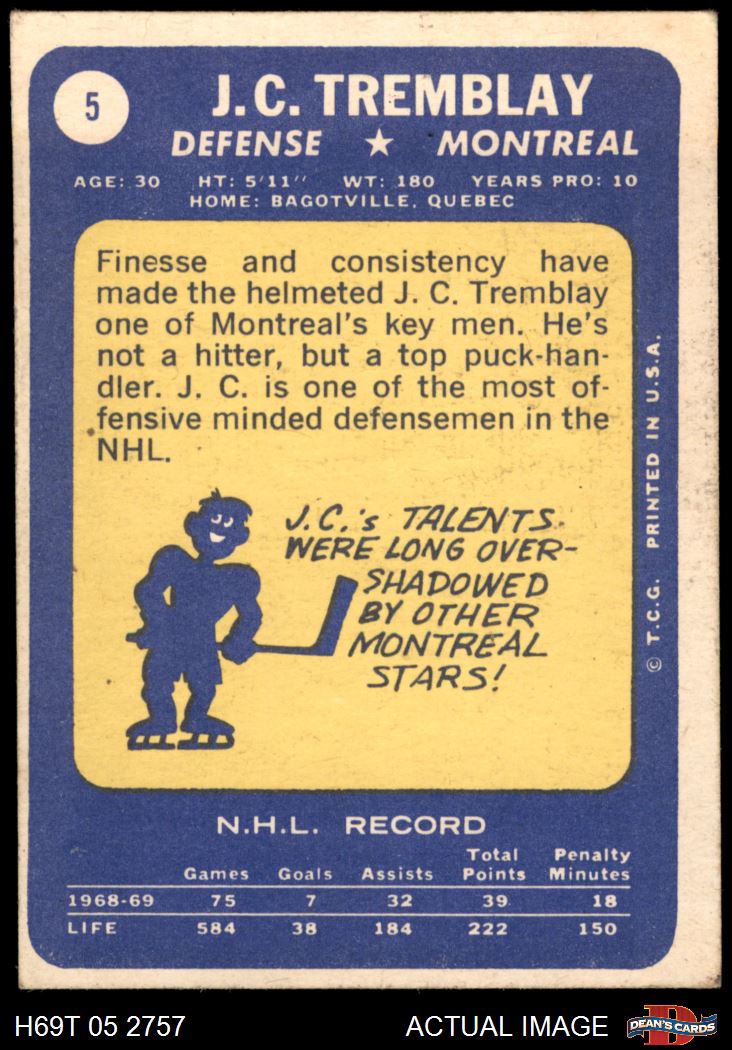 5
J.C. TREMBLAY
DEFENSE ★ MONTREAL
AGE: 30 HT: 5'11'' WT: 180 YEARS PRO: 10
HOME: BAGOTVILLE, QUEBEC
Finesse and consistency have
made the helmeted J. C. Tremblay
one of Montreal's key men. He's
not a hitter, but a top puck-han-
dler. J. C. is one of the most of-
fensive minded defensemen in the
NHL.
J.C.'s TALENTS
WERE LONG OVER-
SHADOWED
BY OTHER
MONTREAL
STARS!
© T.C.G. PRINTED IN U.S.A.
N.H.L. RECORD
Games Goals Assists Total Points Penalty Minutes
1968-69 75 7 32 39 18
LIFE 584 38 184 222 150
H69T 05 2757 ACTUAL IMAGE DEAN'S CARDS